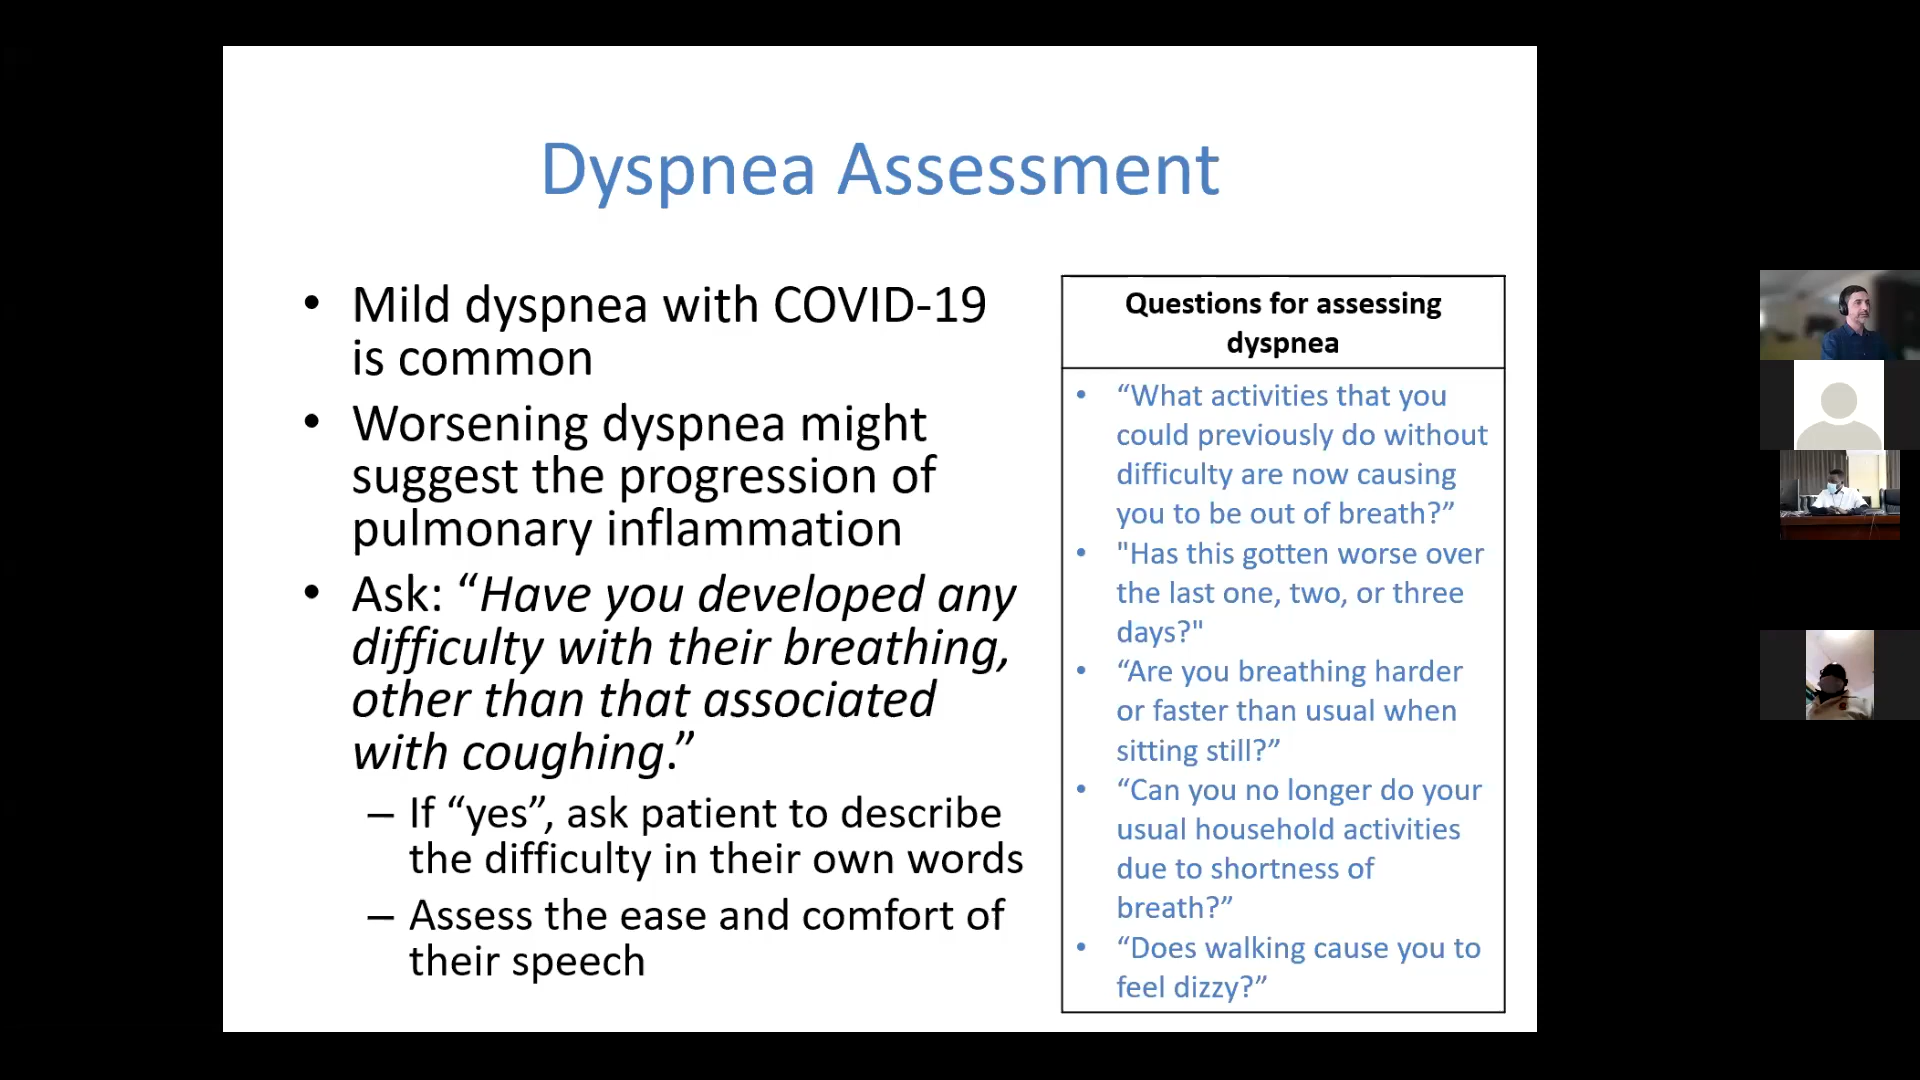 Dyspnea Assessment
• Mild dyspnea with COVID-19
is common
• Worsening dyspnea might
suggest the progression of
pulmonary inflammation
• Ask: “Have you developed any
difficulty with their breathing,
other than that associated
with coughing.”
– If “yes”, ask patient to describe
the difficulty in their own words
– Assess the ease and comfort of
their speech
Questions for assessing
dyspnea
• “What activities that you
could previously do without
difficulty are now causing
you to be out of breath?”
• "Has this gotten worse over
the last one, two, or three
days?"
• “Are you breathing harder
or faster than usual when
sitting still?”
• “Can you no longer do your
usual household activities
due to shortness of
breath?”
• “Does walking cause you to
feel dizzy?”